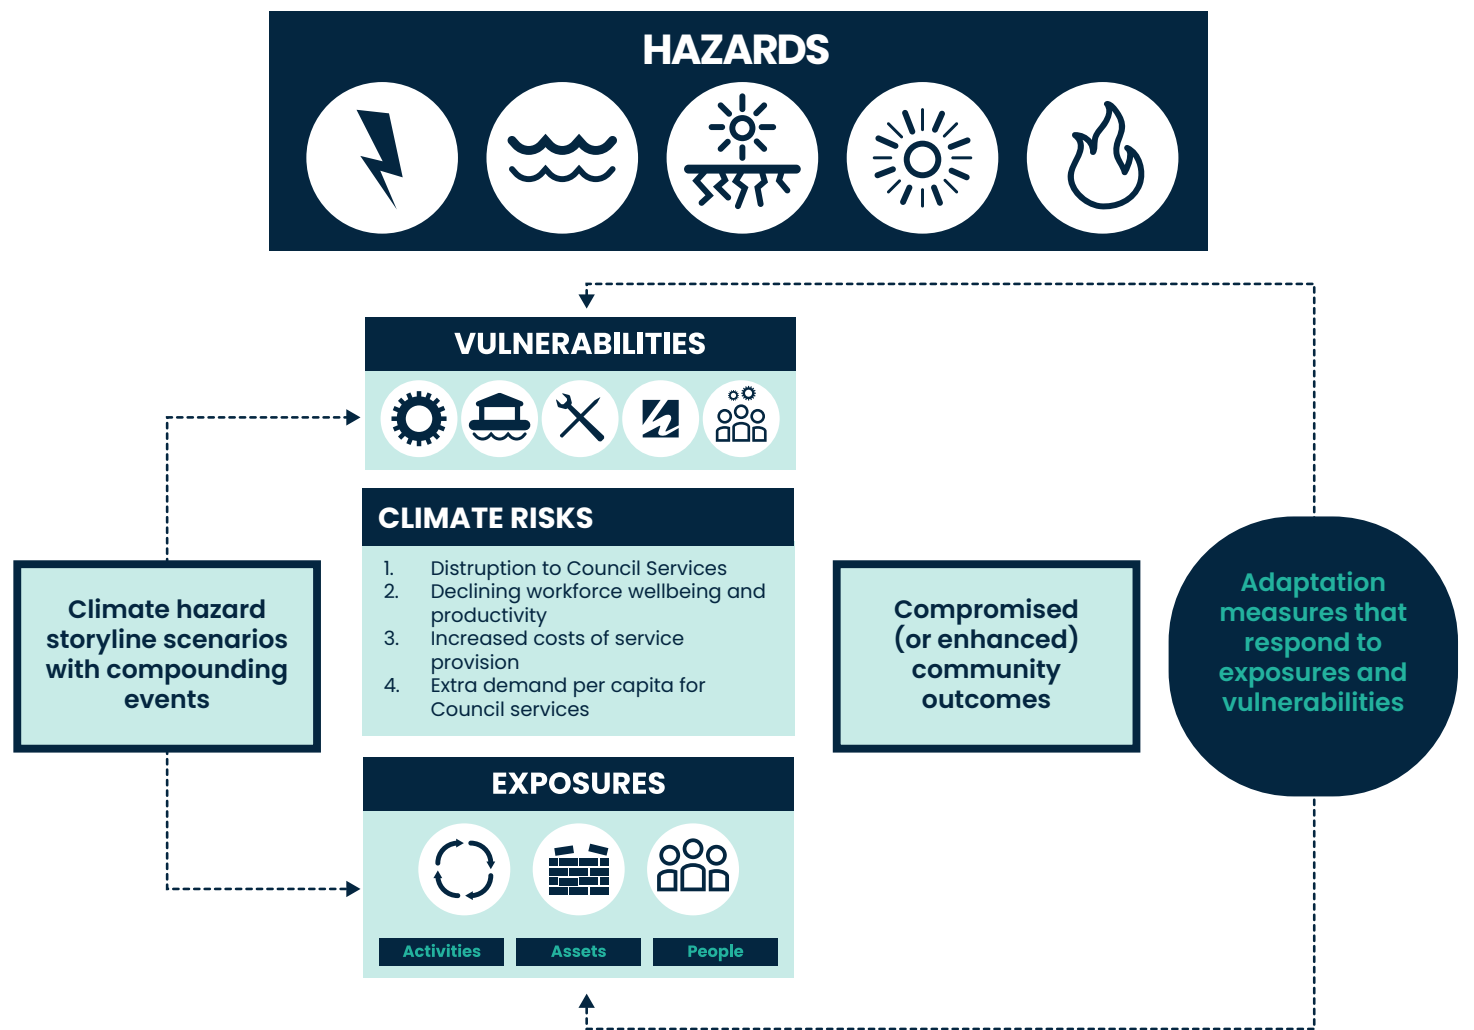 HAZARDS
VULNERABILITIES
CLIMATE RISKS
1. Distruption to Council Services
2. Declining workforce wellbeing and
productivity
3. Increased costs of service
provision
4. Extra demand per capita for
Council services
Climate hazard
storyline scenarios
with compounding
events
Compromised
(or enhanced)
community
outcomes
Adaptation
measures that
respond to
exposures and
vulnerabilities
EXPOSURES
Activities
Assets
People